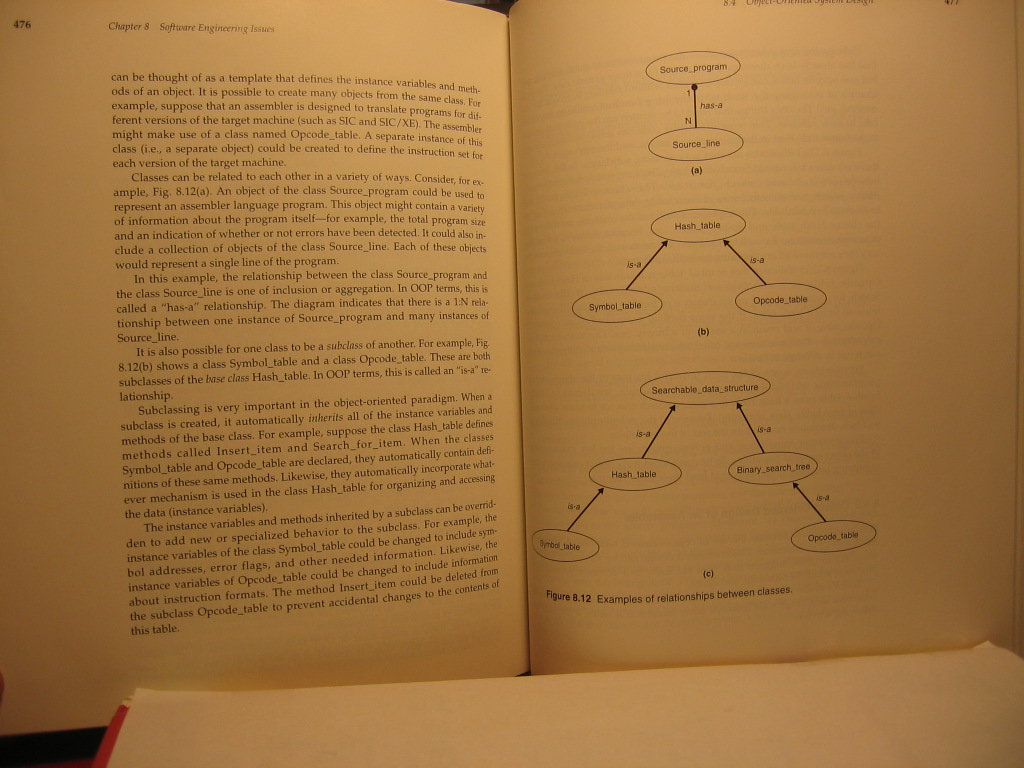 476
Chapter 8 Software Engineering Issues
can be thought of as a template that defines the instance variables and meth-
ods of an object. It is possible to create many objects from the same class. For
example, suppose that an assembler is designed to translate programs for dif-
ferent versions of the target machine (such as SIC and SIC/XE). The assembler
might make use of a class named Opcode_table. A separate instance of this
class (i.e., a separate object) could be created to define the instruction set for
each version of the target machine.
Classes can be related to each other in a variety of ways. Consider, for ex-
ample, Fig. 8.12(a). An object of the class Source_program could be used to
represent an assembler language program. This object might contain a variety
of information about the program itself—for example, the total program size
and an indication of whether or not errors have been detected. It could also in-
clude a collection of objects of the class Source_line. Each of these objects
would represent a single line of the program.
In this example, the relationship between the class Source_program and
the class Source_line is one of inclusion or aggregation. In OOP terms, this is
called a "has-a" relationship. The diagram indicates that there is a 1:N rela-
tionship between one instance of Source_program and many instances of
Source_line.
It is also possible for one class to be a subclass of another. For example, Fig.
8.12(b) shows a class Symbol_table and a class Opcode_table. These are both
subclasses of the base class Hash_table. In OOP terms, this is called an "is-a" re-
lationship.
Subclassing is very important in the object-oriented paradigm. When a
subclass is created, it automatically inherits all of the instance variables and
methods of the base class. For example, suppose the class Hash_table defines
methods called Insert_item and Search_for_item. When the classes
Symbol_table and Opcode_table are declared, they automatically contain defi-
nitions of these same methods. Likewise, they automatically incorporate what-
ever mechanism is used in the class Hash_table for organizing and accessing
the data (instance variables).
The instance variables and methods inherited by a subclass can be overrid-
den to add new or specialized behavior to the subclass. For example, the
instance variables of the class Symbol_table could be changed to include sym-
bol addresses, error flags, and other needed information. Likewise, the
instance variables of Opcode_table could be changed to include information
about instruction formats. The method Insert_item could be deleted from
the subclass Opcode_table to prevent accidental changes to the contents of
this table.
8.4 Object-Oriented System Design
477
Source_program
1
has-a
N
Source_line
(a)
Hash_table
is-a
is-a
Symbol_table
Opcode_table
(b)
Searchable_data_structure
is-a
is-a
Hash_table
Binary_search_tree
is-a
is-a
Symbol_table
Opcode_table
(c)
Figure 8.12 Examples of relationships between classes.